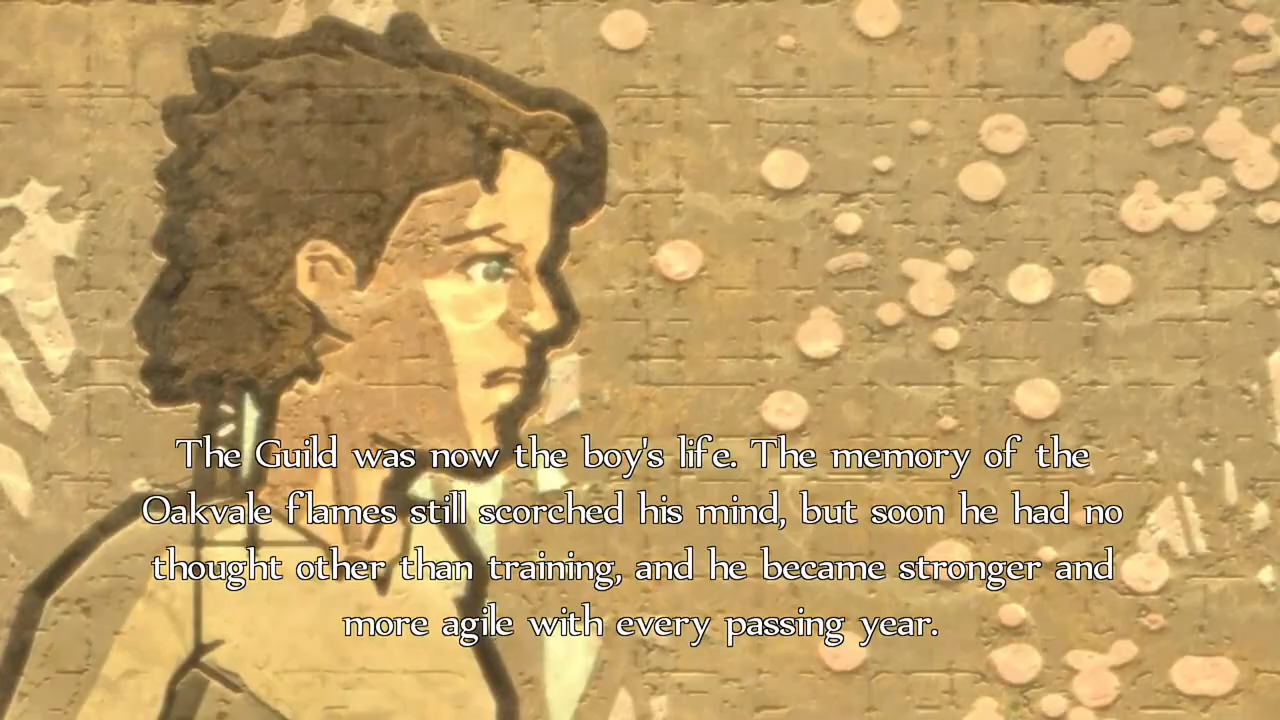 The Guild was now the boy's life. The memory of the
Oakvale flames still scorched his mind, but soon he had no
thought other than training, and he became stronger and
more agile with every passing year.